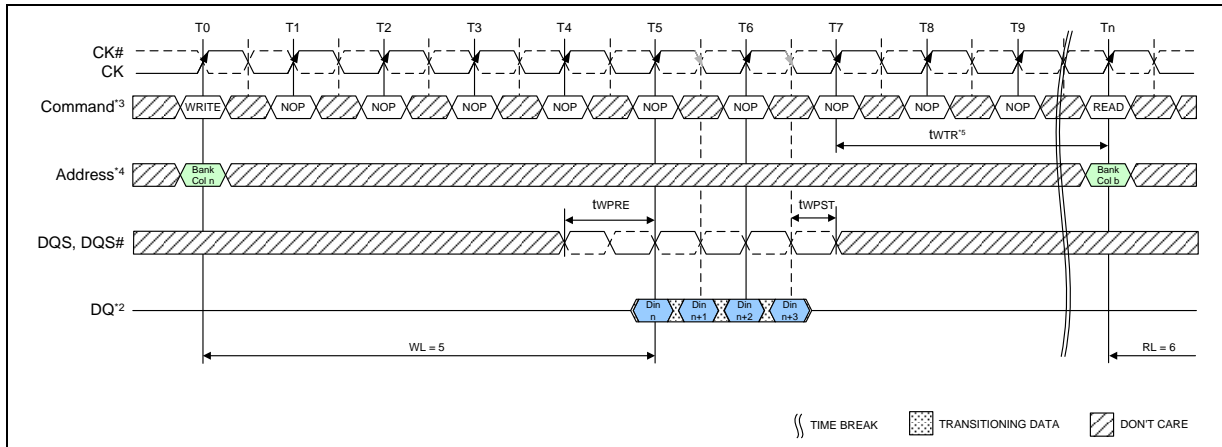 T0 T1 T2 T3 T4 T5 T6 T7 T8 T9 Tn
CK#
CK
Command*3 WRITE NOP NOP NOP NOP NOP NOP NOP NOP NOP READ
tWTR*5
Address*4 Bank Col n Bank Col b
tWPRE tWPST
DQS, DQS#
DQ*2 Din n Din n+1 Din n+2 Din n+3
WL = 5 RL = 6
TIME BREAK TRANSITIONING DATA DON'T CARE